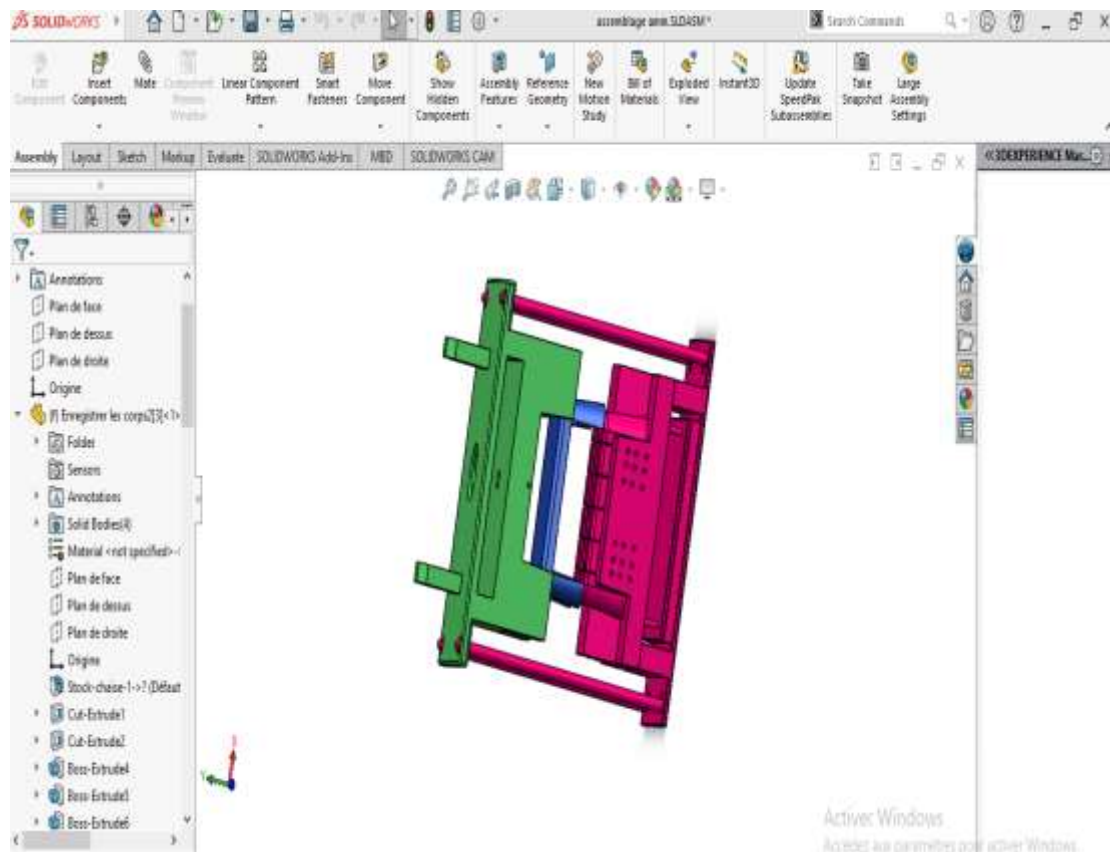 SOLIDWORKS
assemblage amm.SLDASM *
Search Commands
Edit Component
Insert Components
Mate
Component Preview Window
Linear Component Pattern
Smart Fasteners
Move Component
Show Hidden Components
Assembly Features
Reference Geometry
New Motion Study
Bill of Materials
Exploded View
Instant3D
Update SpeedPak Subassemblies
Take Snapshot
Large Assembly Settings
Assembly Layout Sketch Markup Evaluate SOLIDWORKS Add-Ins MBD SOLIDWORKS CAM
3DEXPERIENCE Mar...
Annotations
Plan de face
Plan de dessus
Plan de droite
Origine
(f) Enregistrer les corps2[3]<1>
Folder
Sensors
Annotations
Solid Bodies(4)
Material <not specified>
Plan de face
Plan de dessus
Plan de droite
Origine
Stock-chaise-1->? (Défaut
Cut-Extrude1
Cut-Extrude2
Boss-Extrude4
Boss-Extrude5
Boss-Extrude6
Activer Windows
Accédez aux paramètres pour activer Windows.